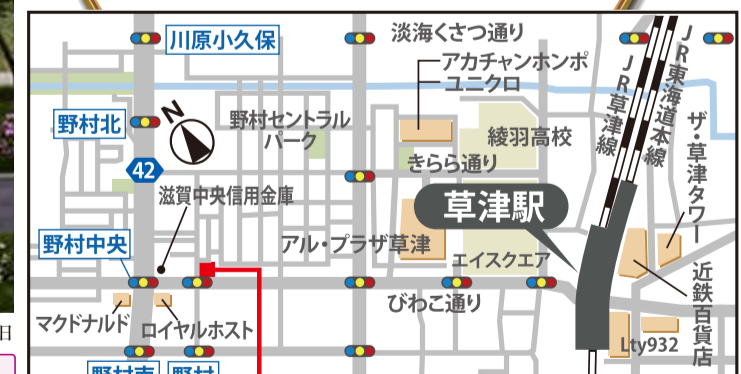 川原小久保
淡海くさつ通り
アカチャンホンポ
ユニクロ
JR草津線
JR東海道本線
野村北
N
野村セントラル
パーク
綾羽高校
ザ・草津タワー
きらら通り
42
滋賀中央信用金庫
草津駅
野村中央
アル・プラザ草津
エイスクエア
近鉄百貨店
びわこ通り
マクドナルド
ロイヤルホスト
Lty932
日
野村南
野村